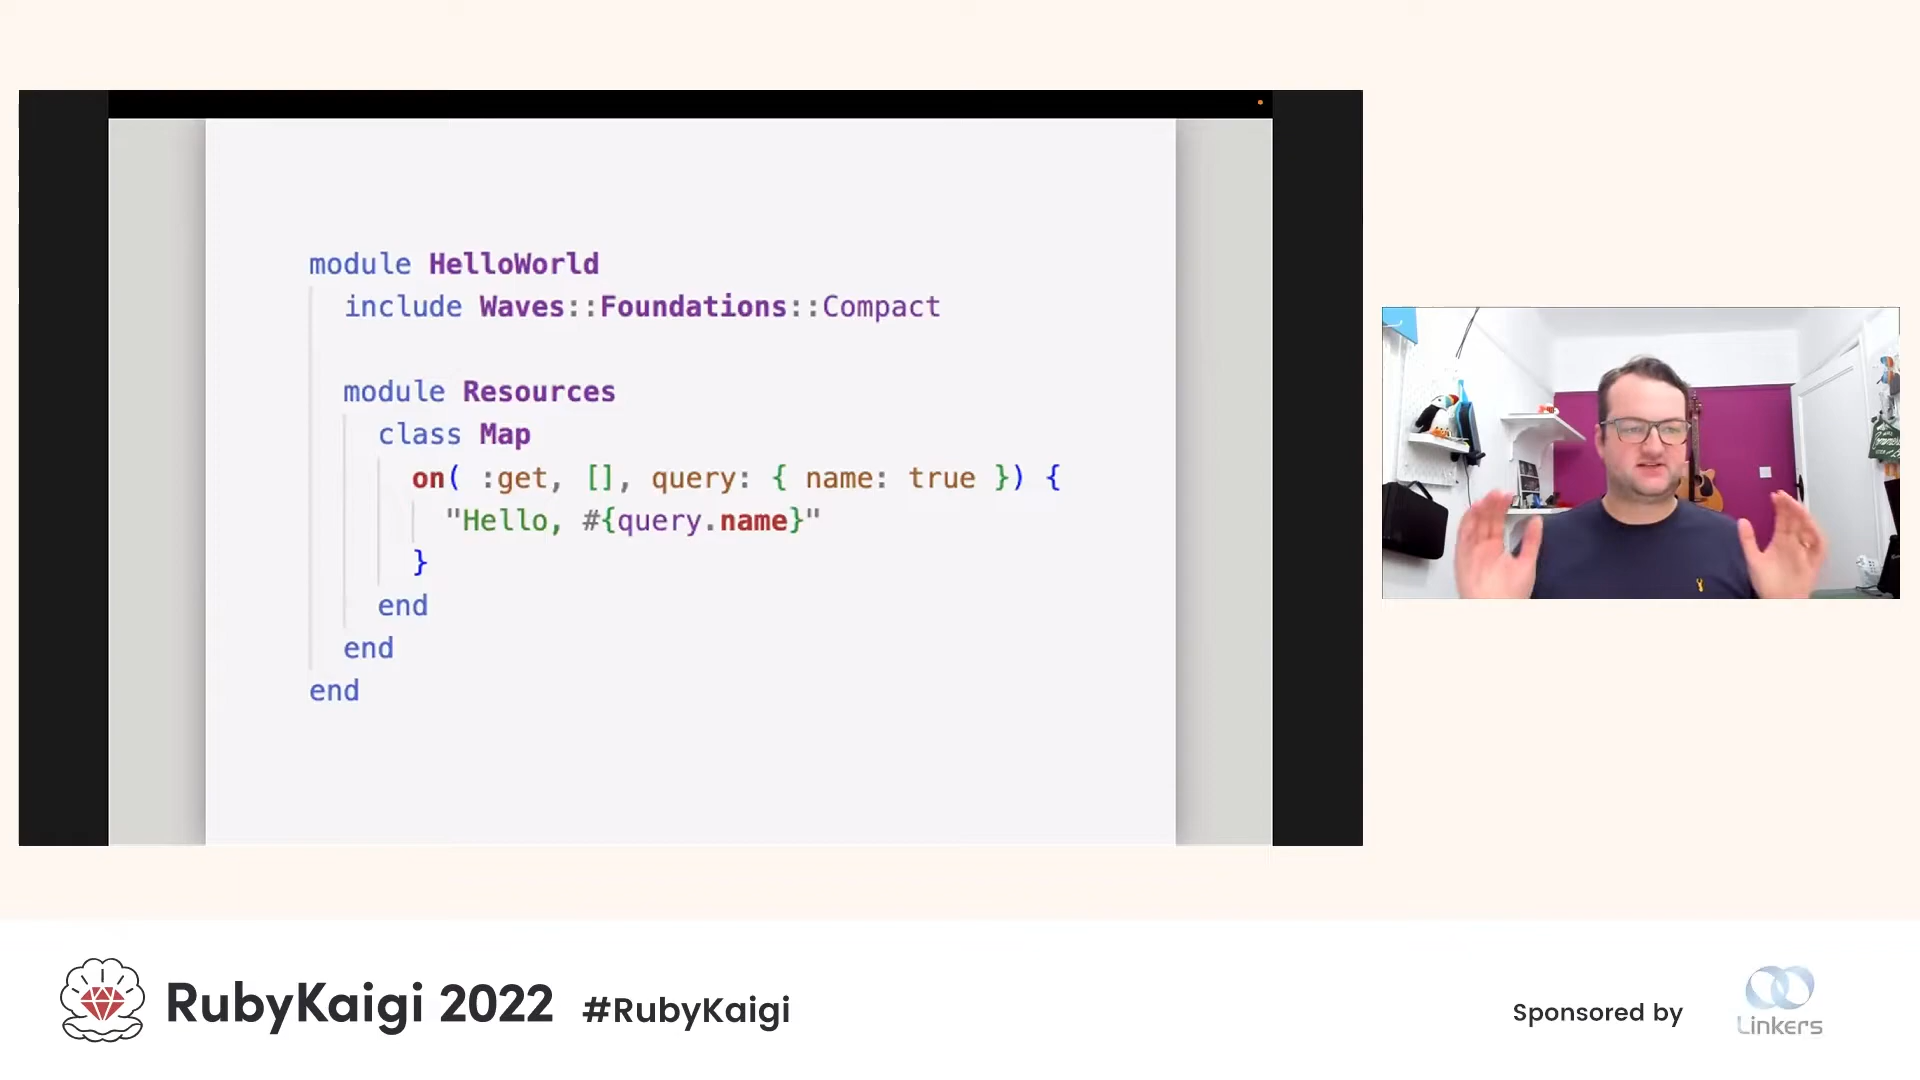 module HelloWorld
include Waves::Foundations::Compact
module Resources
class Map
on( :get, [], query: { name: true }) {
"Hello, #{query.name}"
}
end
end
end
RubyKaigi 2022 #RubyKaigi
Sponsored by
Linkers